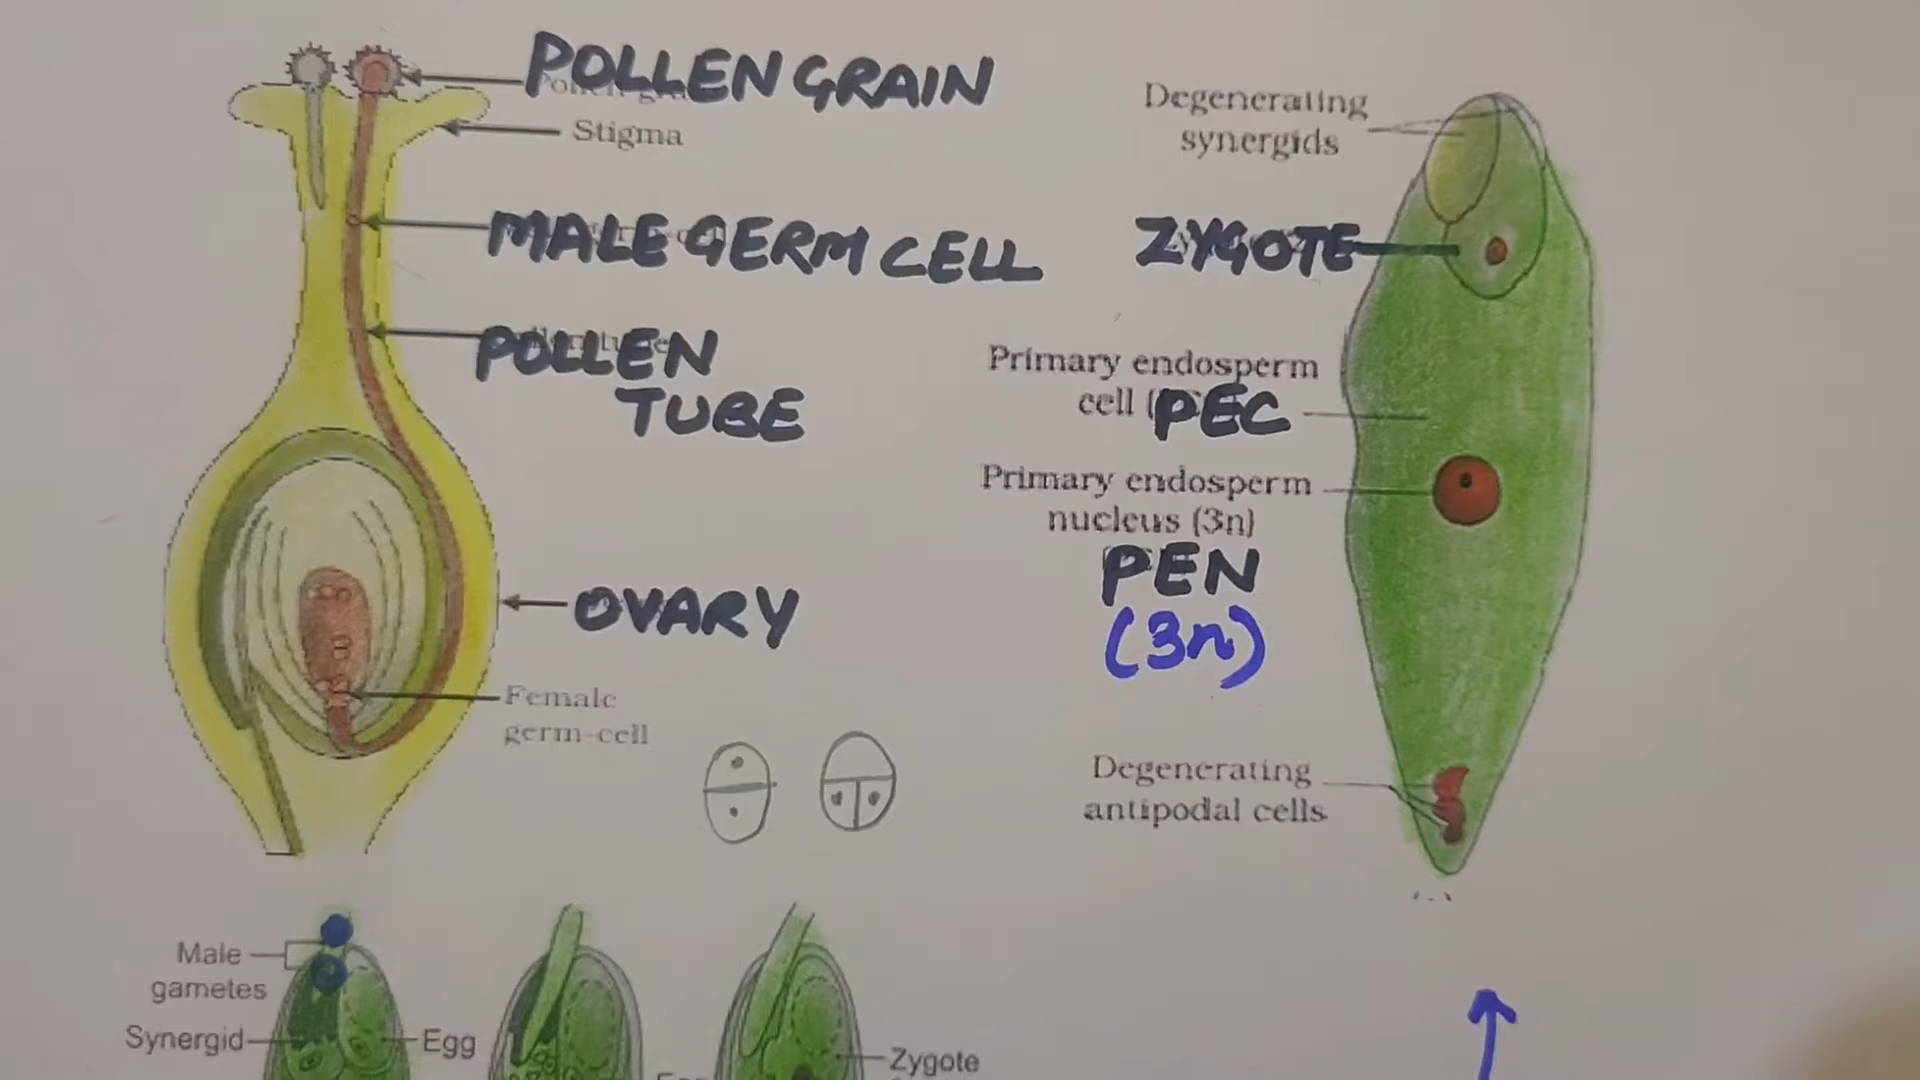 POLLEN GRAIN
Stigma
MALE GERM CELL
POLLEN
TUBE
OVARY
Female
germ-cell
Degenerating
synergids
ZYGOTE
Primary endosperm
cell (PEC
Primary endosperm
nucleus (3n)
PEN
(3n)
Degenerating
antipodal cells
Male
gametes
Synergid
Egg
Zygote